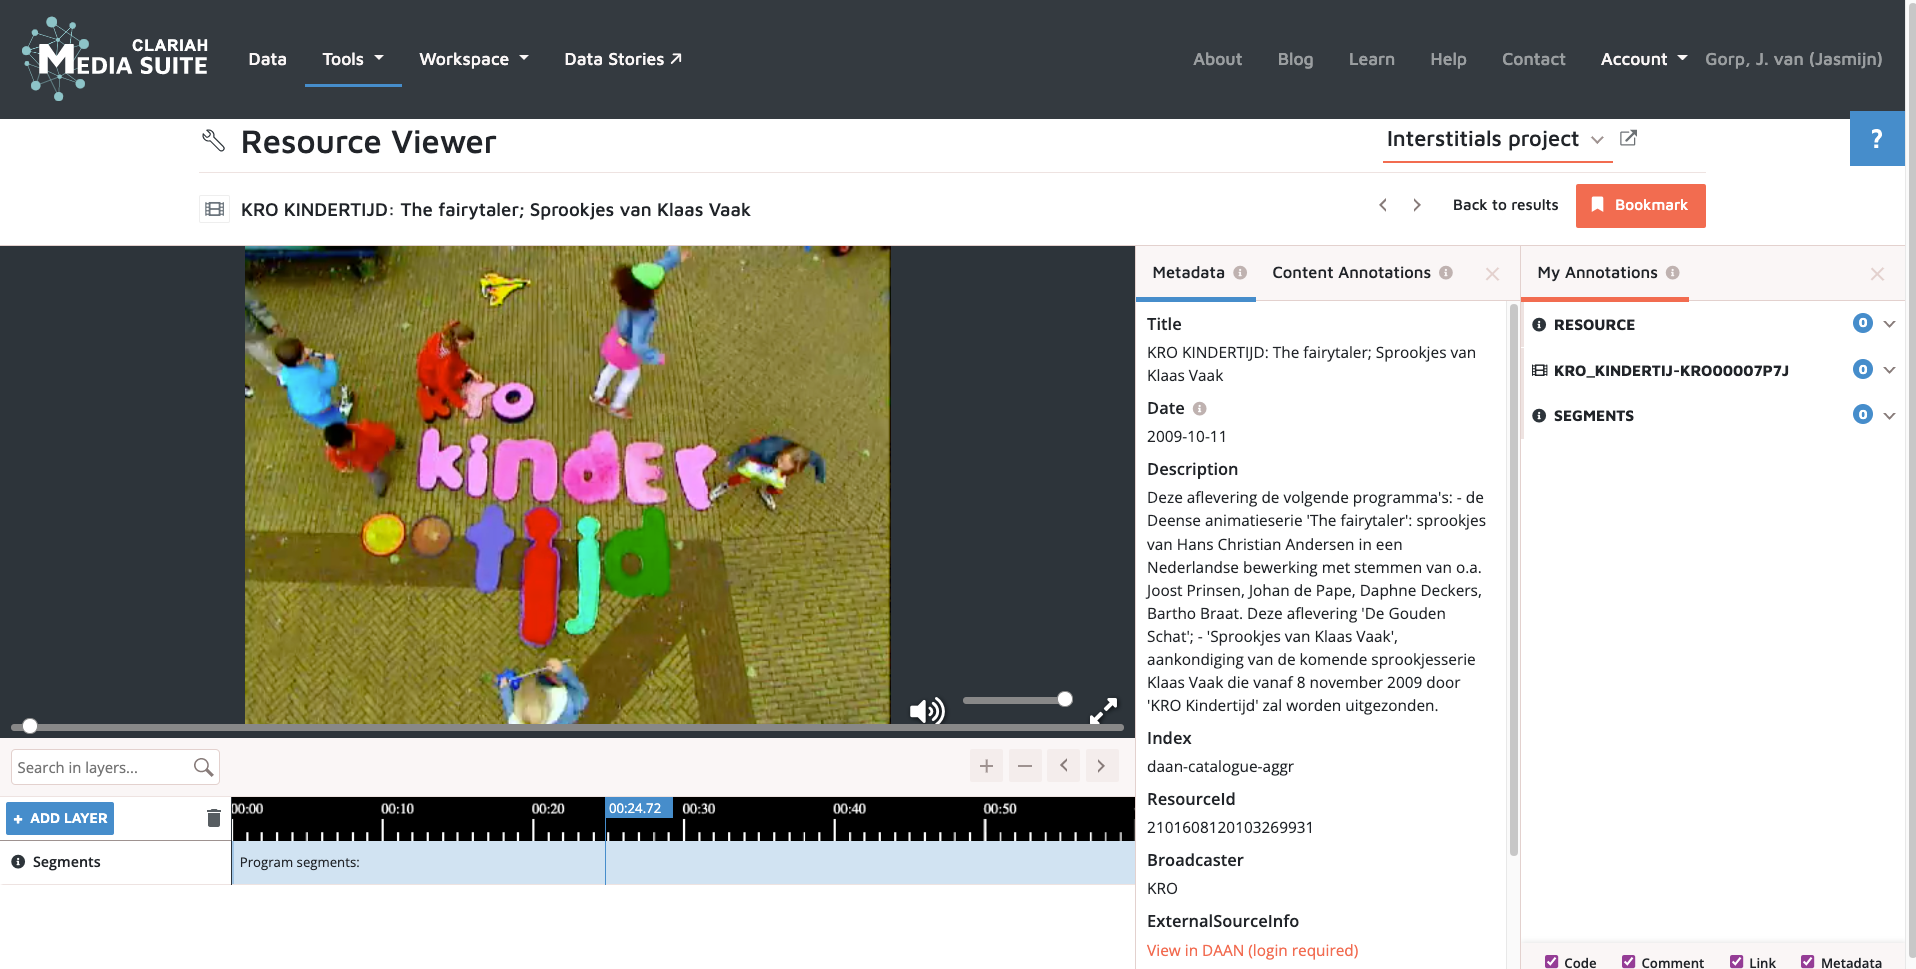 CLARIAH
MEDIA SUITE
Data
Tools
Workspace
Data Stories
About
Blog
Learn
Help
Contact
Account
Gorp, J. van (Jasmijn)
Resource Viewer
Interstitials project
?
KRO KINDERTIJD: The fairytaler; Sprookjes van Klaas Vaak
Back to results
Bookmark
kro
kinder
tijd
Metadata
Content Annotations
Title
KRO KINDERTIJD: The fairytaler; Sprookjes van
Klaas Vaak
Date
2009-10-11
Description
Deze aflevering de volgende programma's: - de
Deense animatieserie 'The fairytaler': sprookjes
van Hans Christian Andersen in een
Nederlandse bewerking met stemmen van o.a.
Joost Prinsen, Johan de Pape, Daphne Deckers,
Bartho Braat. Deze aflevering 'De Gouden
Schat'; - 'Sprookjes van Klaas Vaak',
aankondiging van de komende sprookjesserie
Klaas Vaak die vanaf 8 november 2009 door
'KRO Kindertijd' zal worden uitgezonden.
Index
daan-catalogue-aggr
ResourceId
2101608120103269931
Broadcaster
KRO
ExternalSourceInfo
View in DAAN (login required)
My Annotations
RESOURCE
0
KRO_KINDERTIJ-KRO00007P7J
0
SEGMENTS
0
Code
Comment
Link
Metadata
Search in layers...
+ ADD LAYER
00:00
00:10
00:20
00:24.72
00:30
00:40
00:50
Segments
Program segments: